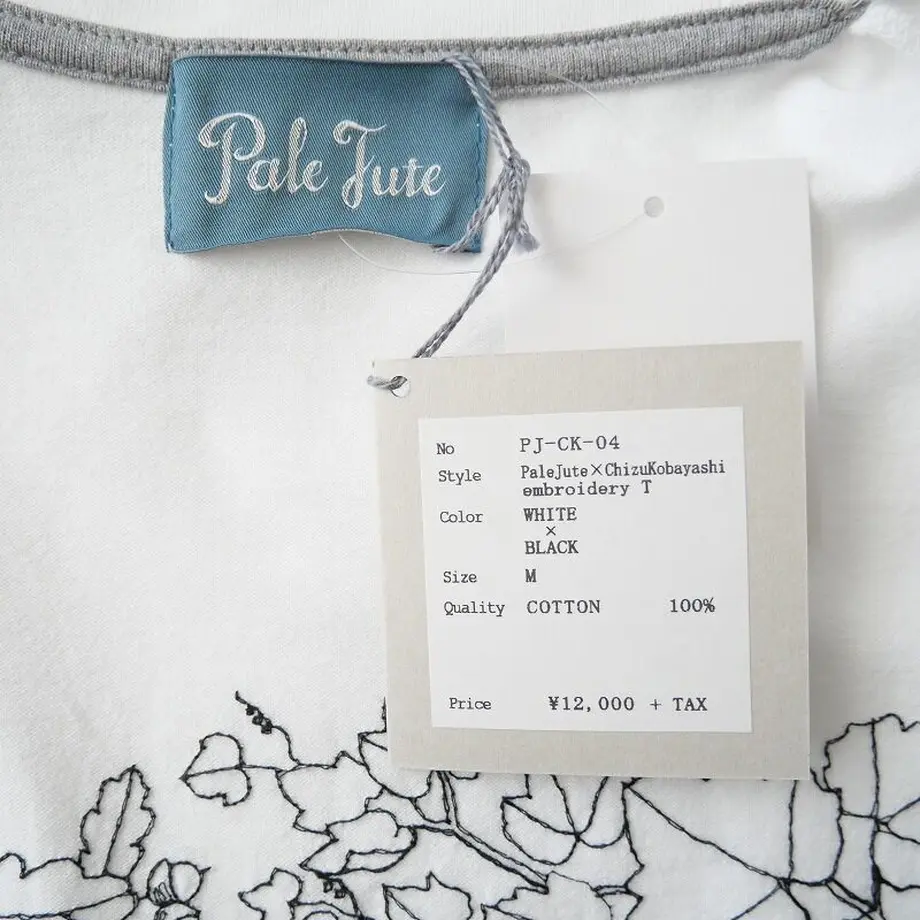 Pale Jute
No PJ-CK-04
Style PaleJute×ChizuKobayashi
embroidery T
Color WHITE
×
BLACK
Size M
Quality COTTON 100%
Price ¥12,000 + TAX